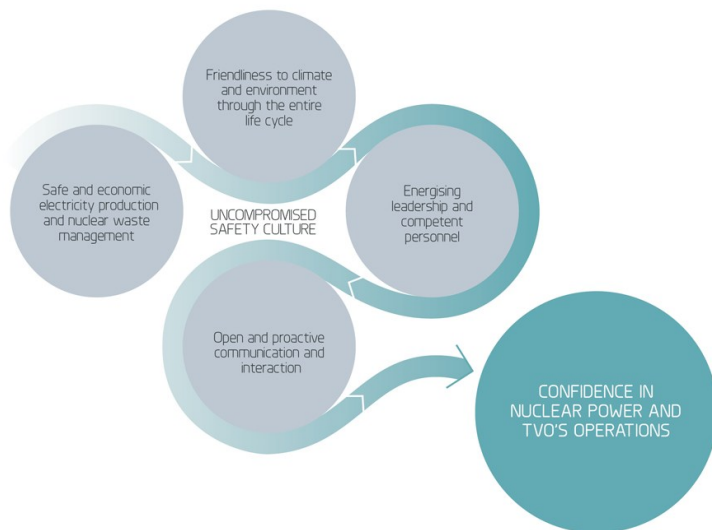 Friendliness to climate
and environment
through the entire
life cycle
Safe and economic
electricity production
and nuclear waste
management
UNCOMPROMISED
SAFETY CULTURE
Energising
leadership and
competent
personnel
Open and proactive
communication and
interaction
CONFIDENCE IN
NUCLEAR POWER AND
TVO'S OPERATIONS